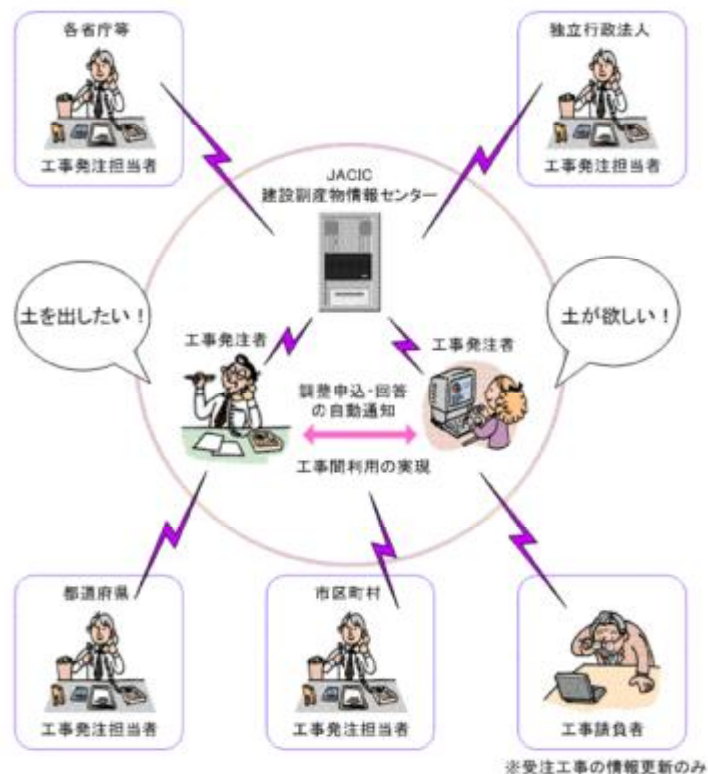 各省庁等
工事発注担当者
独立行政法人
工事発注担当者
JACIC
建設副産物情報センター
土を出したい！
土が欲しい！
工事発注者
工事発注者
調整申込・回答
の自動通知
工事間利用の実現
都道府県
工事発注担当者
市区町村
工事発注担当者
工事請負者
※受注工事の情報更新のみ